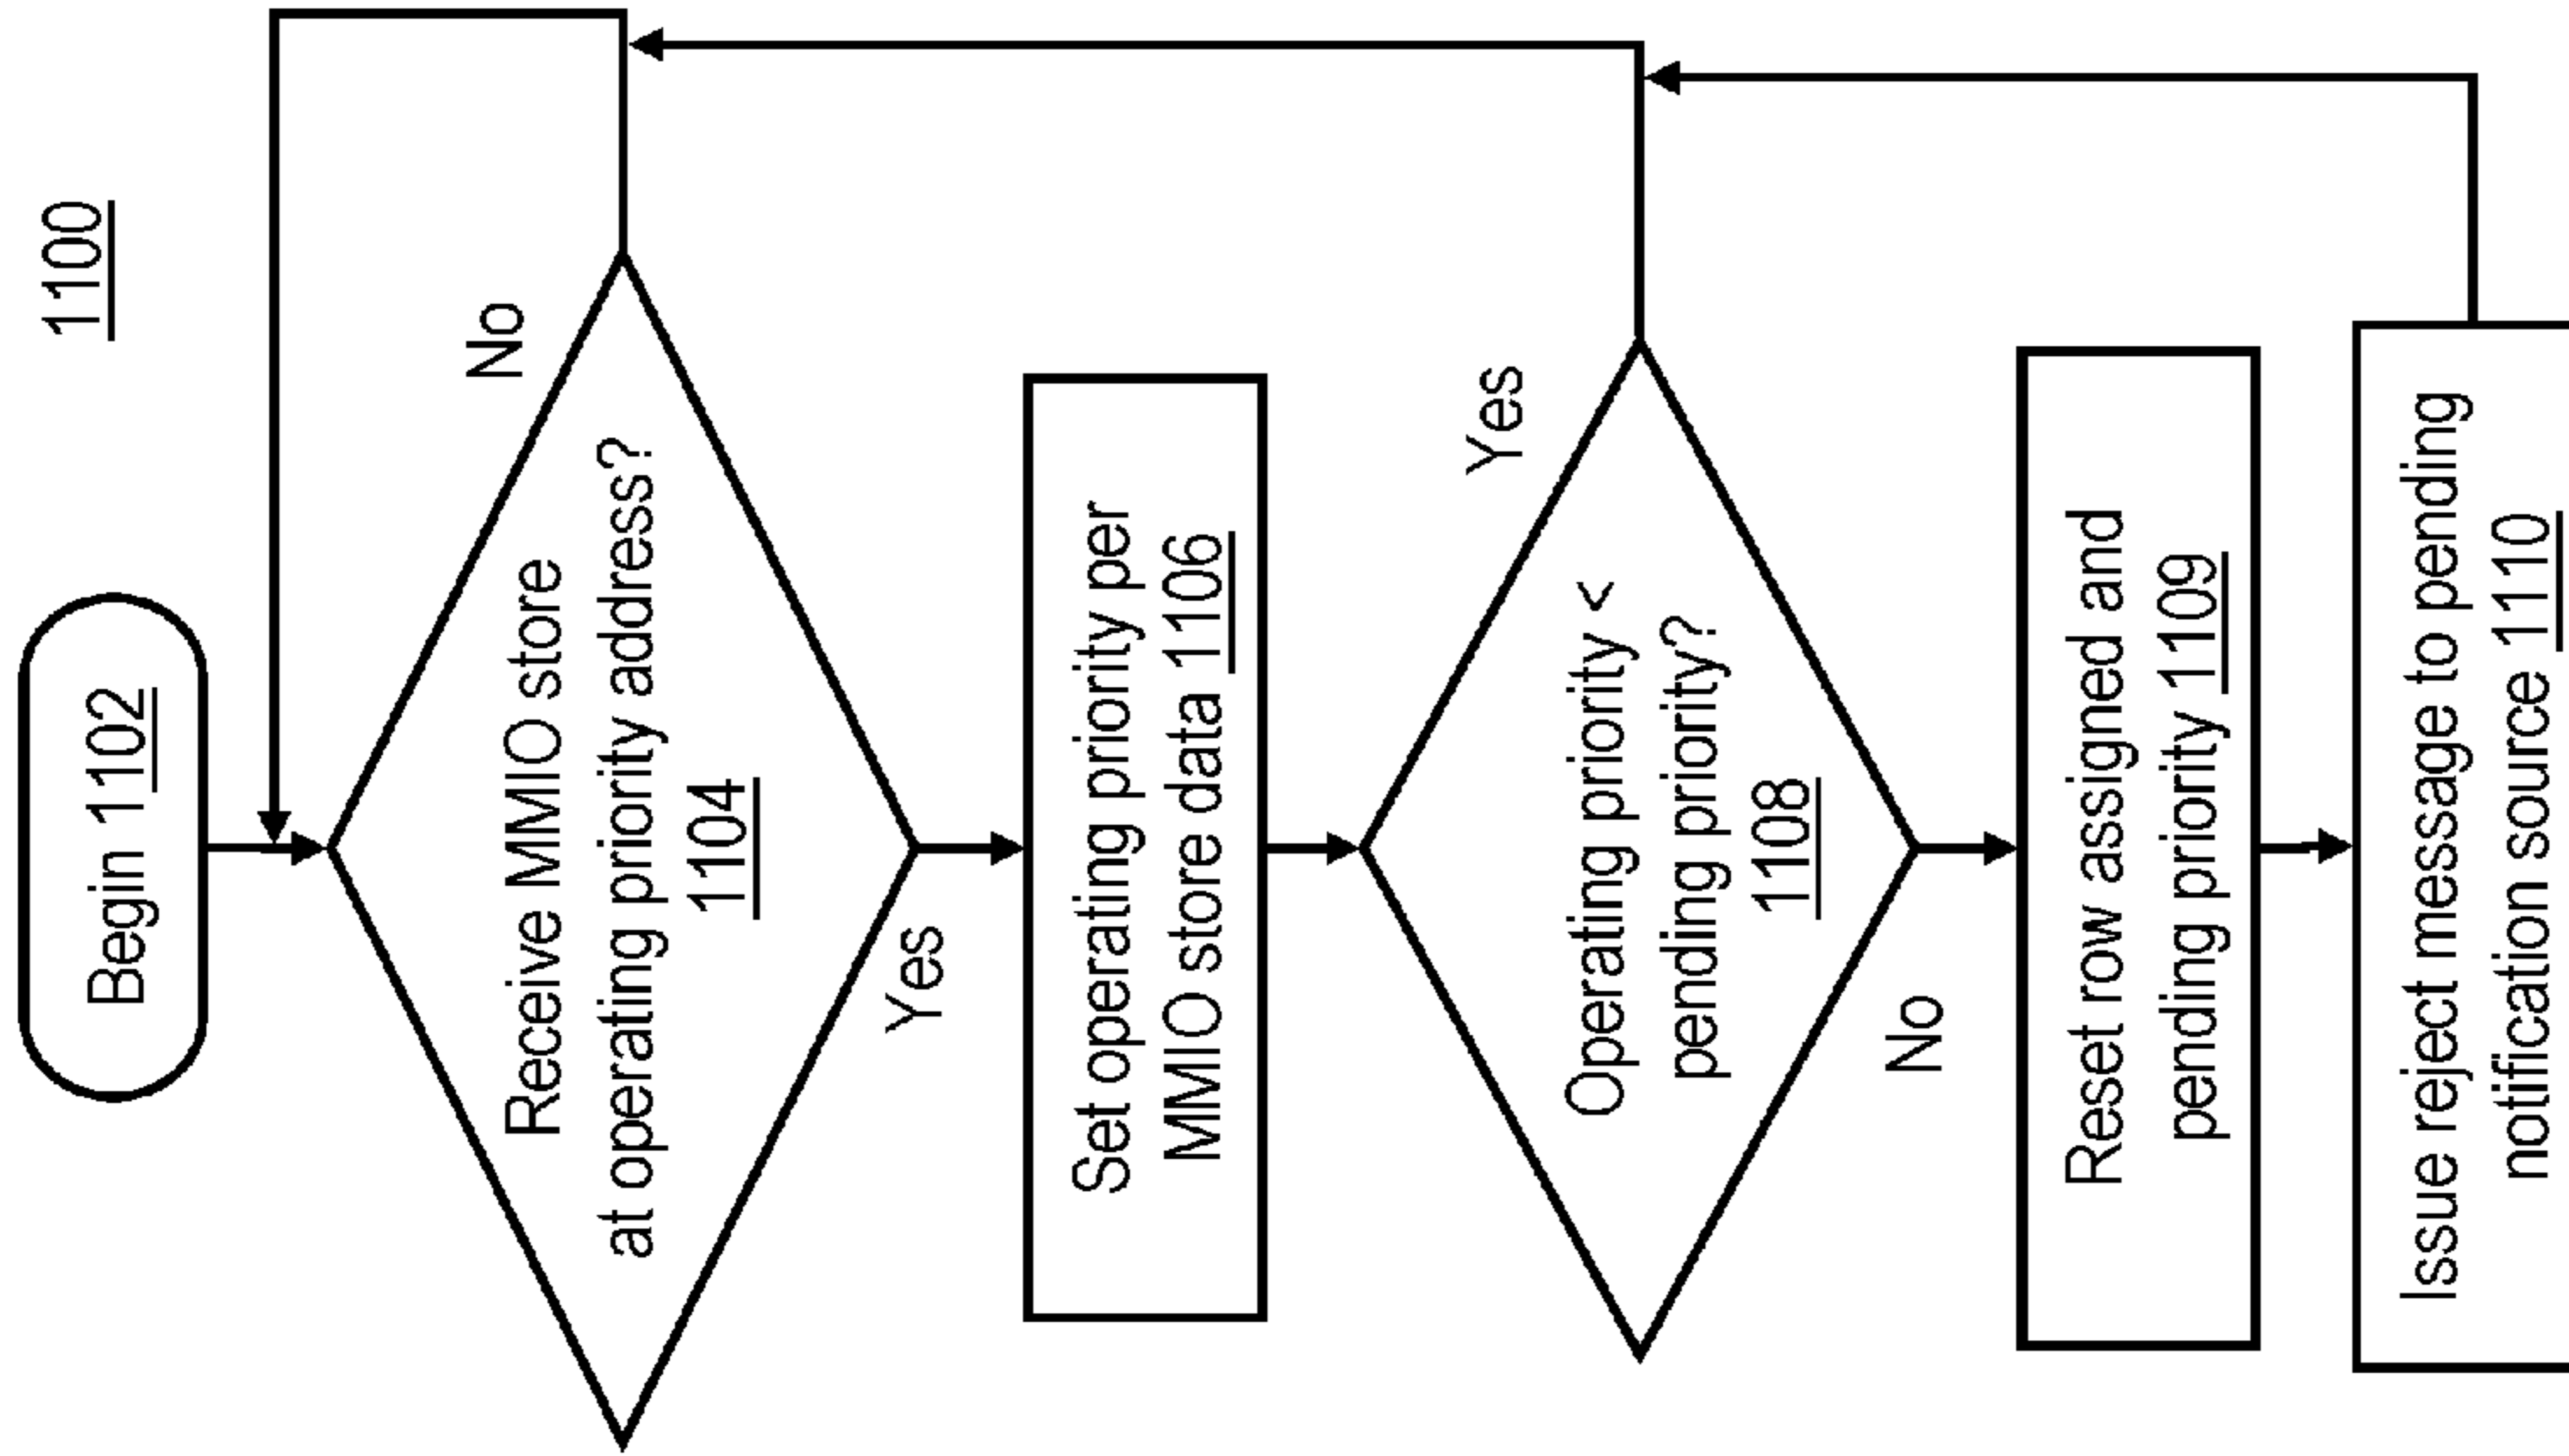 1100
Begin 1102
Receive MMIO store
at operating priority address?
1104
No
Yes
Set operating priority per
MMIO store data 1106
Operating priority <
pending priority?
1108
Yes
No
Reset row assigned and
pending priority 1109
Issue reject message to pending
notification source 1110